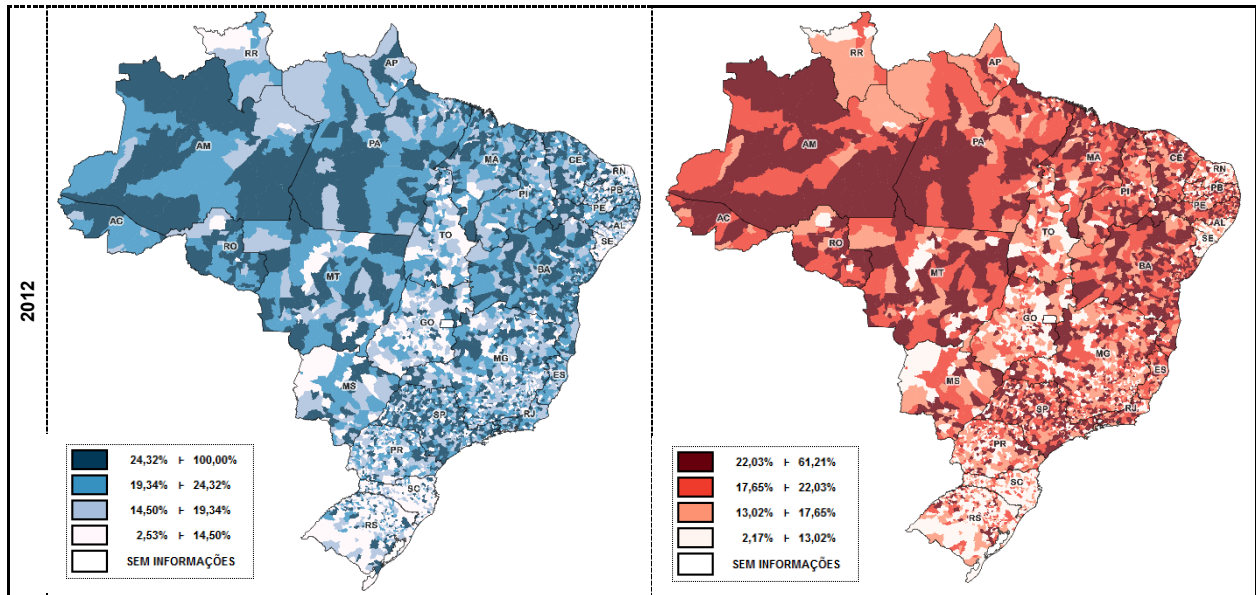 2012
RR
AP
AM
PA
MA
CE
RN
PB
PE
AL
SE
PI
AC
RO
TO
BA
MT
GO
MG
ES
MS
SP
RJ
PR
SC
RS
24,32% ⊦ 100,00%
19,34% ⊦ 24,32%
14,50% ⊦ 19,34%
2,53% ⊦ 14,50%
SEM INFORMAÇÕES
RR
AP
AM
PA
MA
CE
RN
PB
PE
AL
SE
PI
AC
RO
TO
BA
MT
GO
MG
ES
MS
SP
RJ
PR
SC
RS
22,03% ⊦ 61,21%
17,65% ⊦ 22,03%
13,02% ⊦ 17,65%
2,17% ⊦ 13,02%
SEM INFORMAÇÕES